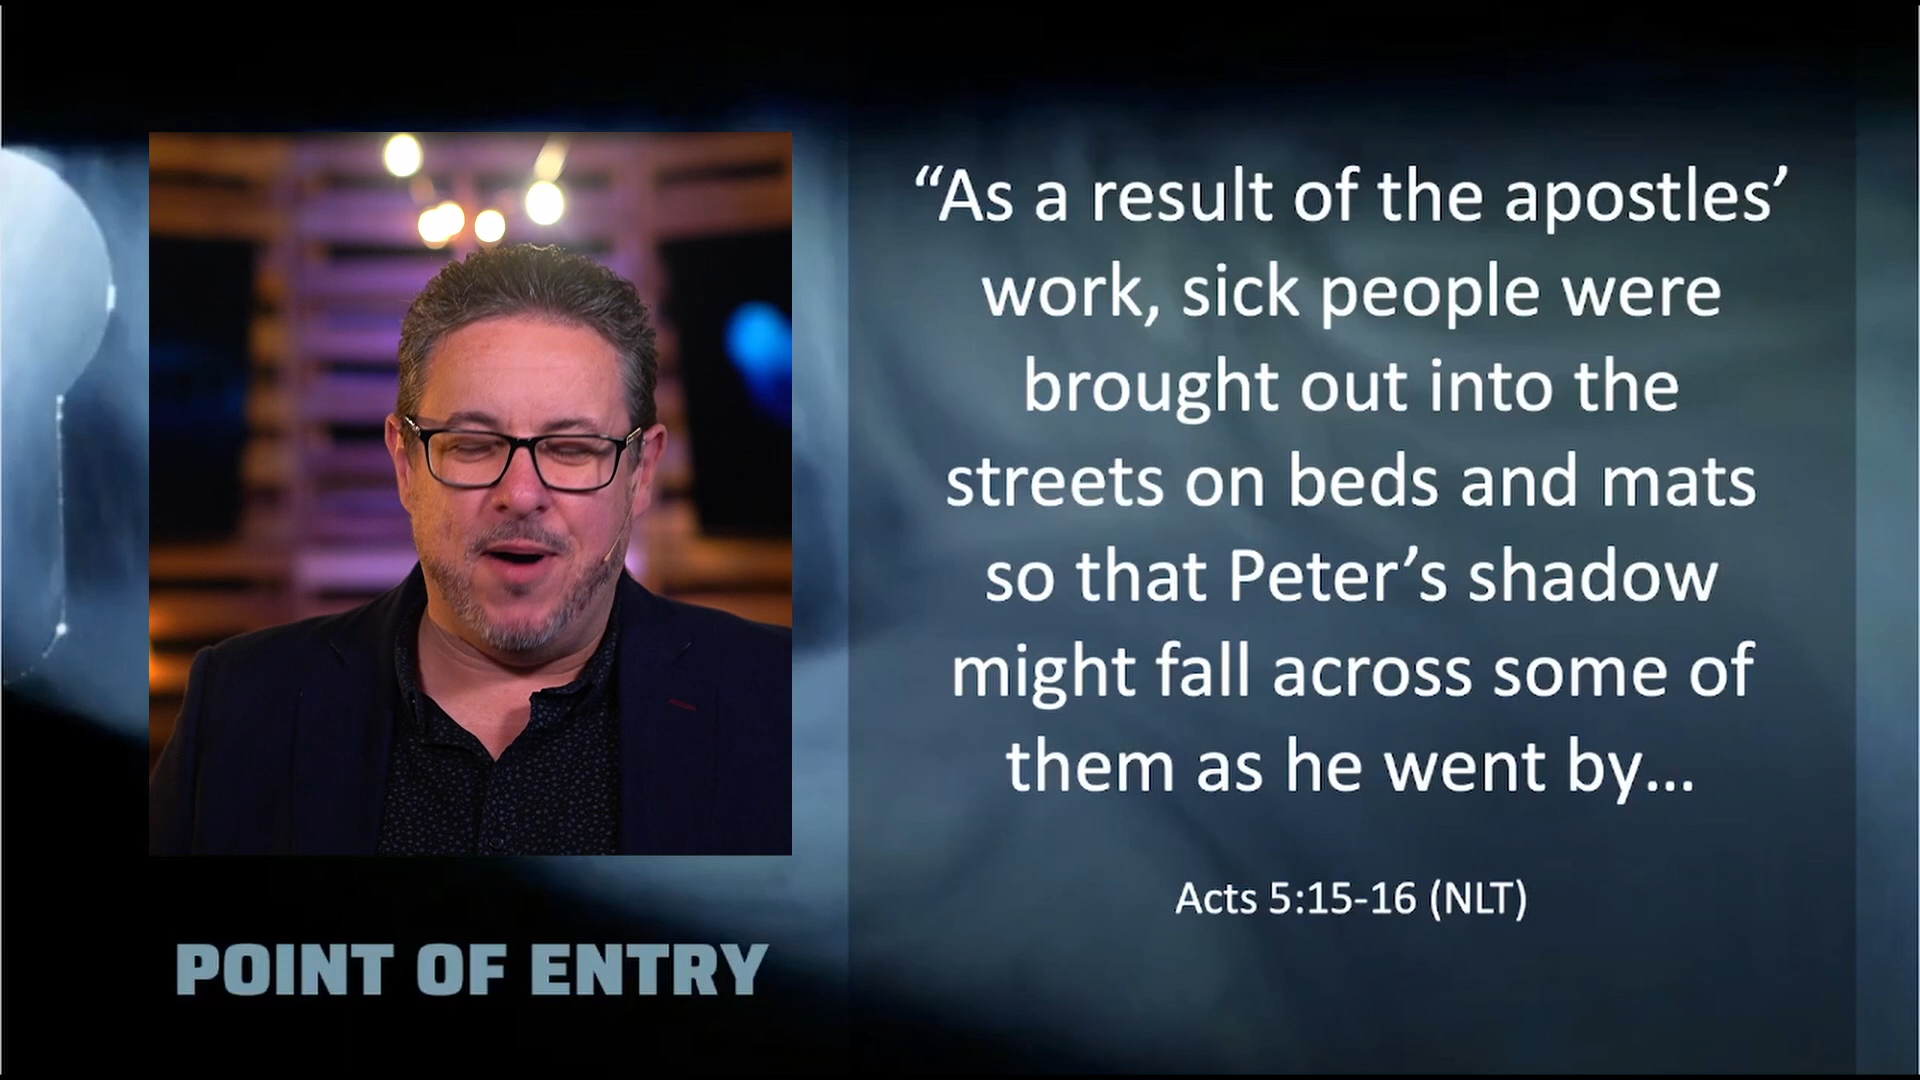 “As a result of the apostles’
work, sick people were
brought out into the
streets on beds and mats
so that Peter’s shadow
might fall across some of
them as he went by…
Acts 5:15-16 (NLT)
POINT OF ENTRY